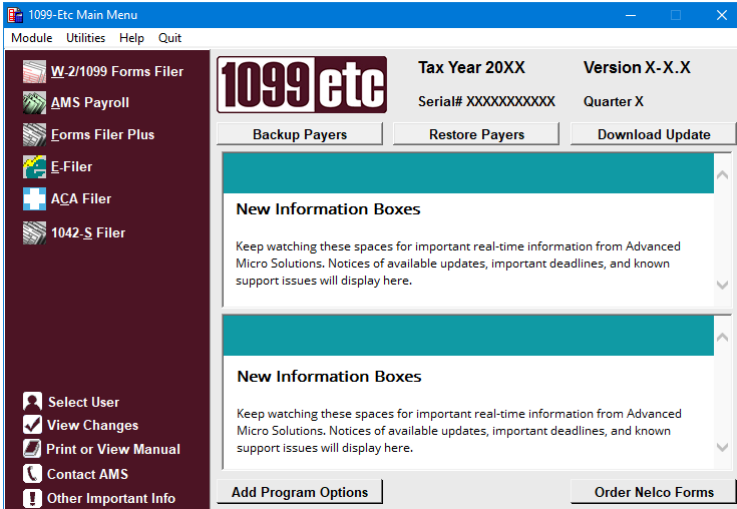 1099-Etc Main Menu
Module Utilities Help Quit
W-2/1099 Forms Filer
AMS Payroll
Forms Filer Plus
E-Filer
ACA Filer
1042-S Filer
Select User
View Changes
Print or View Manual
Contact AMS
Other Important Info
1099 etc
Tax Year 20XX Version X-X.X
Serial# XXXXXXXXXXX Quarter X
Backup Payers Restore Payers Download Update
New Information Boxes
Keep watching these spaces for important real-time information from Advanced
Micro Solutions. Notices of available updates, important deadlines, and known
support issues will display here.
New Information Boxes
Keep watching these spaces for important real-time information from Advanced
Micro Solutions. Notices of available updates, important deadlines, and known
support issues will display here.
Add Program Options Order Nelco Forms